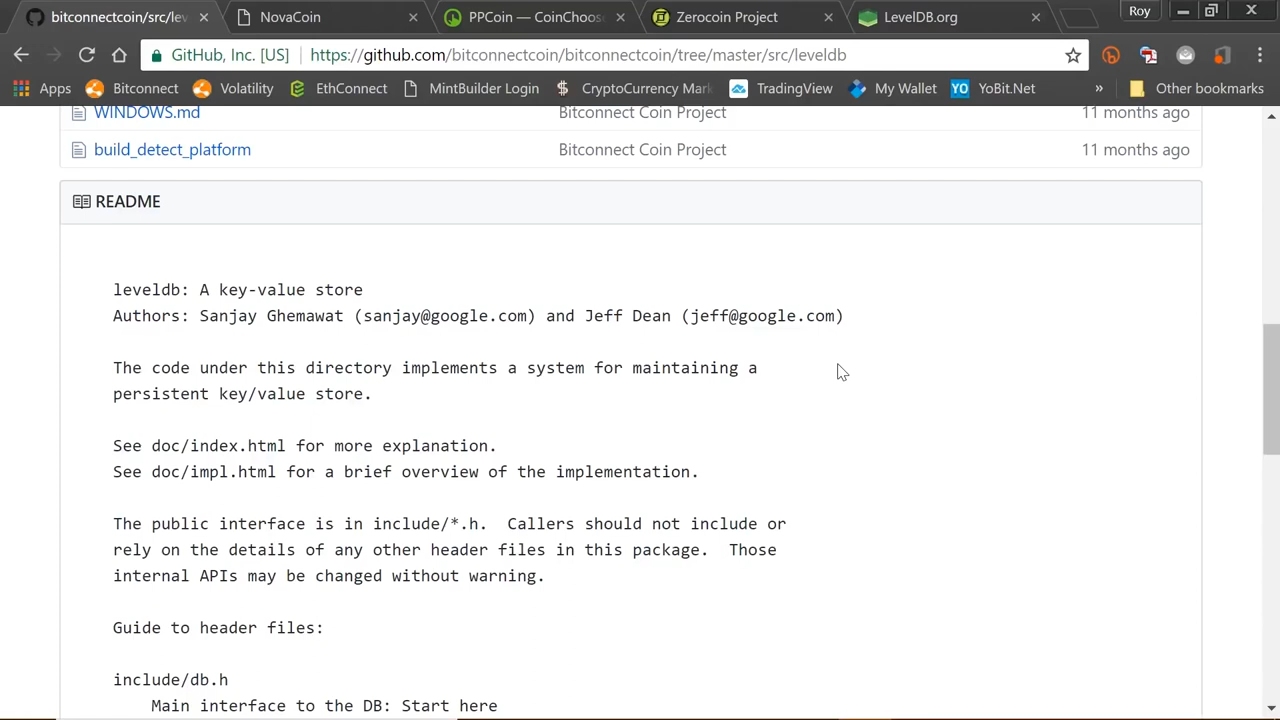 bitconnectcoin/src/lev
NovaCoin
PPCoin — CoinChoose
Zerocoin Project
LevelDB.org
Roy
GitHub, Inc. [US]
https://github.com/bitconnectcoin/bitconnectcoin/tree/master/src/leveldb
Apps
Bitconnect
Volatility
EthConnect
MintBuilder Login
CryptoCurrency Mark
TradingView
My Wallet
YO
YoBit.Net
»
Other bookmarks
WINDOWS.md
Bitconnect Coin Project
11 months ago
build_detect_platform
Bitconnect Coin Project
11 months ago
README
leveldb: A key-value store
Authors: Sanjay Ghemawat (sanjay@google.com) and Jeff Dean (jeff@google.com)
The code under this directory implements a system for maintaining a
persistent key/value store.
See doc/index.html for more explanation.
See doc/impl.html for a brief overview of the implementation.
The public interface is in include/*.h.  Callers should not include or
rely on the details of any other header files in this package.  Those
internal APIs may be changed without warning.
Guide to header files:
include/db.h
Main interface to the DB: Start here